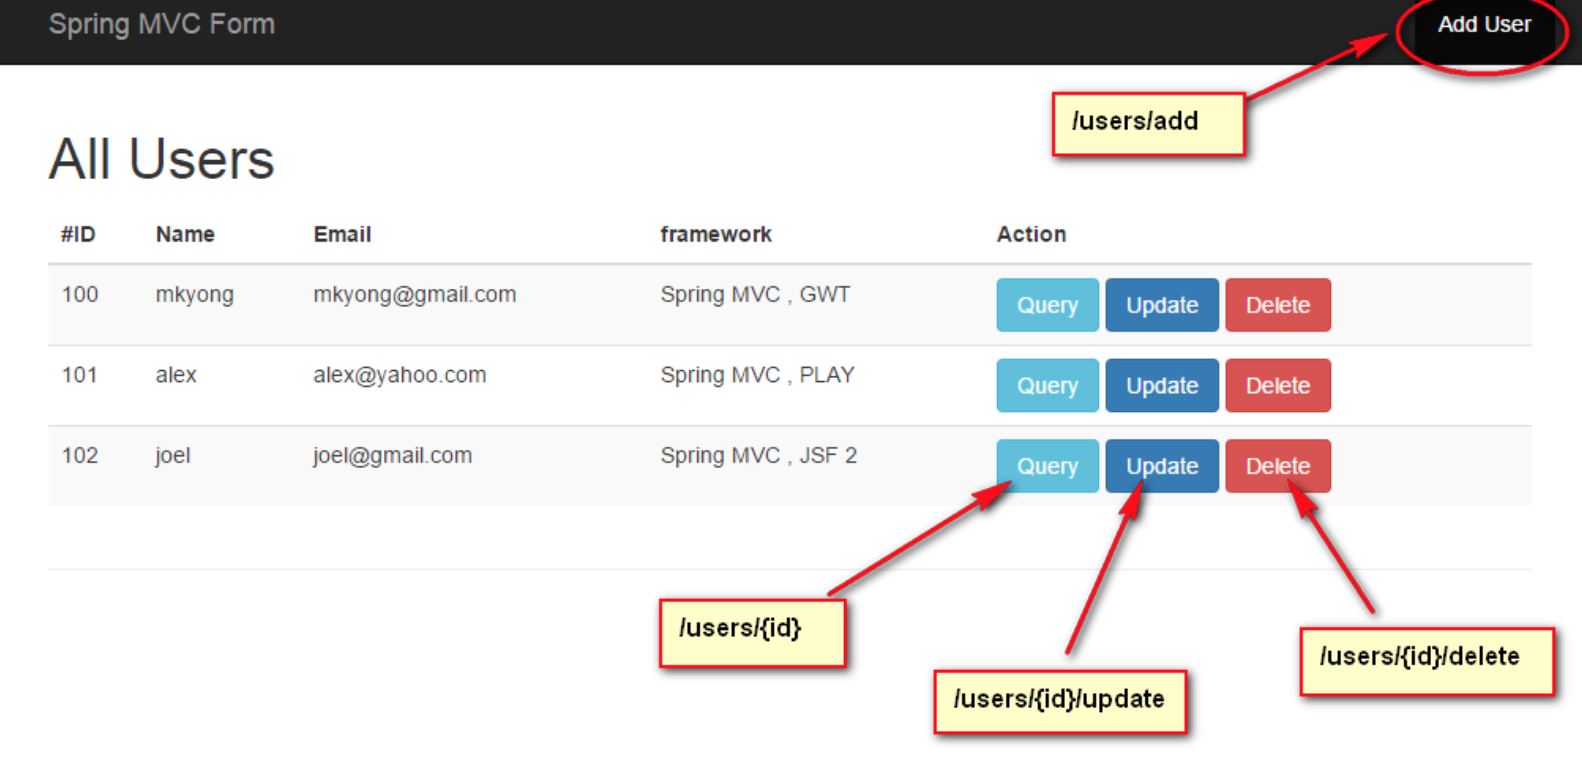 Spring MVC Form Add User
/users/add
All Users
#ID Name Email framework Action
100 mkyong mkyong@gmail.com Spring MVC , GWT Query Update Delete
101 alex alex@yahoo.com Spring MVC , PLAY Query Update Delete
102 joel joel@gmail.com Spring MVC , JSF 2 Query Update Delete
/users/{id}
/users/{id}/delete
/users/{id}/update